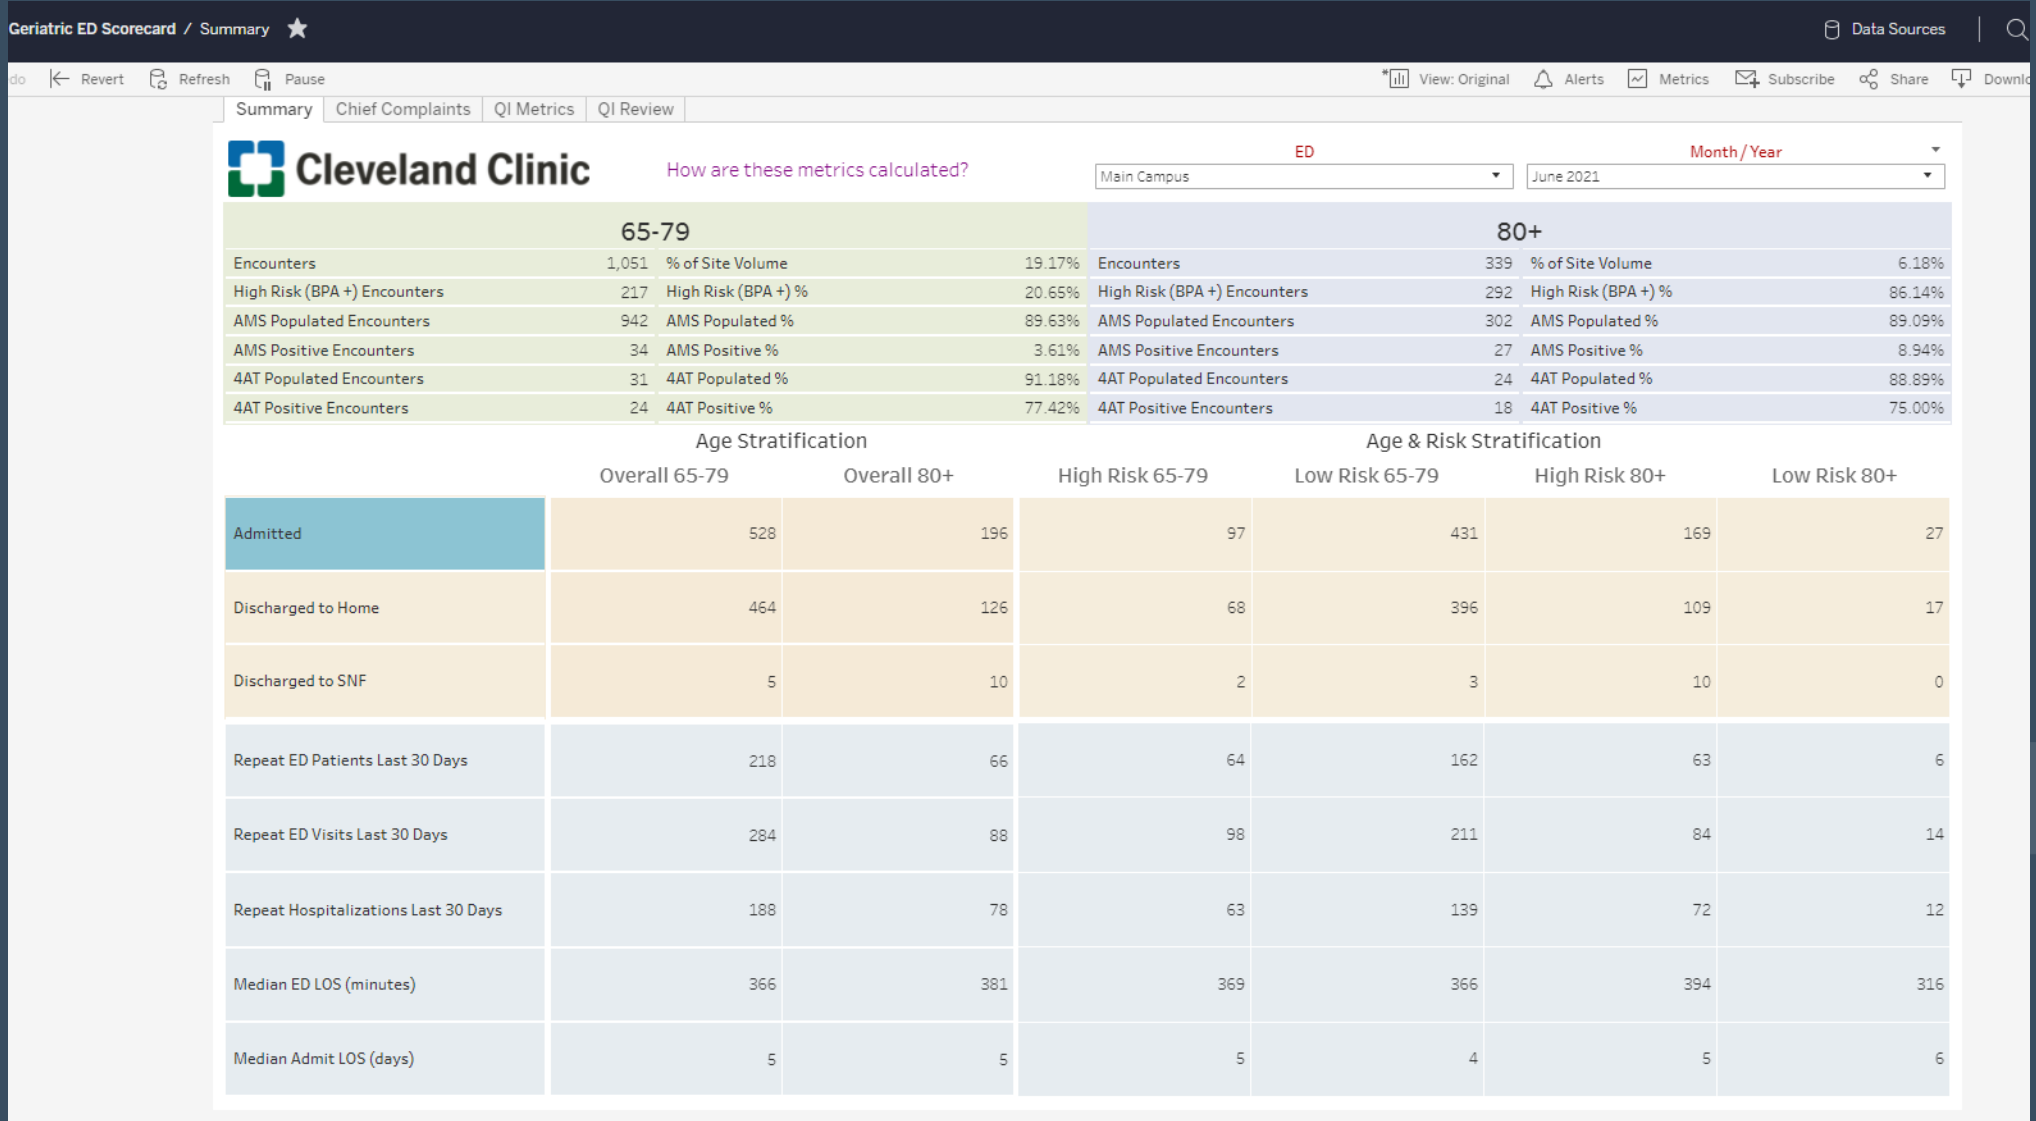 Geriatric ED Scorecard / Summary
Data Sources
do Revert Refresh Pause
View: Original Alerts Metrics Subscribe Share Downlo
Summary Chief Complaints QI Metrics QI Review
Cleveland Clinic
How are these metrics calculated?
ED Month / Year
Main Campus June 2021
65-79 80+
Encounters 1,051 % of Site Volume 19.17% Encounters 339 % of Site Volume 6.18%
High Risk (BPA +) Encounters 217 High Risk (BPA +) % 20.65% High Risk (BPA +) Encounters 292 High Risk (BPA +) % 86.14%
AMS Populated Encounters 942 AMS Populated % 89.63% AMS Populated Encounters 302 AMS Populated % 89.09%
AMS Positive Encounters 34 AMS Positive % 3.61% AMS Positive Encounters 27 AMS Positive % 8.94%
4AT Populated Encounters 31 4AT Populated % 91.18% 4AT Populated Encounters 24 4AT Populated % 88.89%
4AT Positive Encounters 24 4AT Positive % 77.42% 4AT Positive Encounters 18 4AT Positive % 75.00%
Age Stratification Age & Risk Stratification
Overall 65-79 Overall 80+ High Risk 65-79 Low Risk 65-79 High Risk 80+ Low Risk 80+
Admitted 528 196 97 431 169 27
Discharged to Home 464 126 68 396 109 17
Discharged to SNF 5 10 2 3 10 0
Repeat ED Patients Last 30 Days 218 66 64 162 63 6
Repeat ED Visits Last 30 Days 284 88 98 211 84 14
Repeat Hospitalizations Last 30 Days 188 78 63 139 72 12
Median ED LOS (minutes) 366 381 369 366 394 316
Median Admit LOS (days) 5 5 5 4 5 6